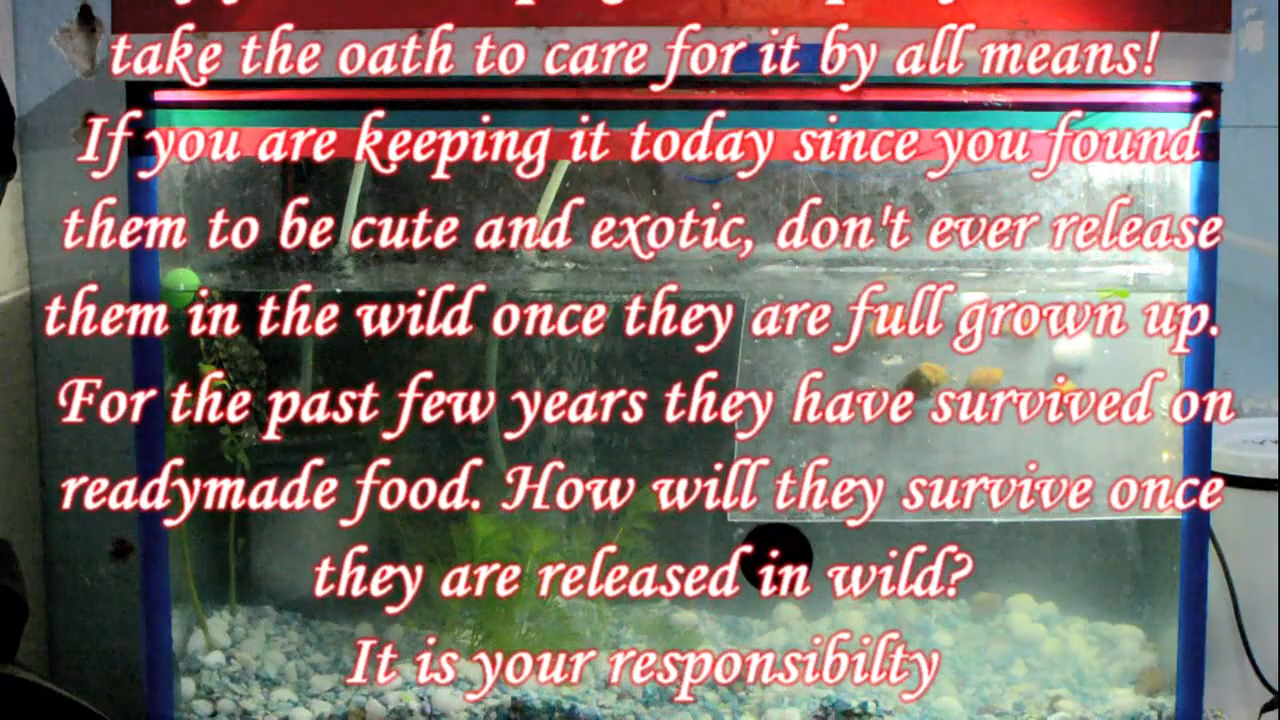 take the oath to care for it by all means!
If you are keeping it today since you found
them to be cute and exotic, don't ever release
them in the wild once they are full grown up.
For the past few years they have survived on
readymade food. How will they survive once
they are released in wild?
It is your responsibilty